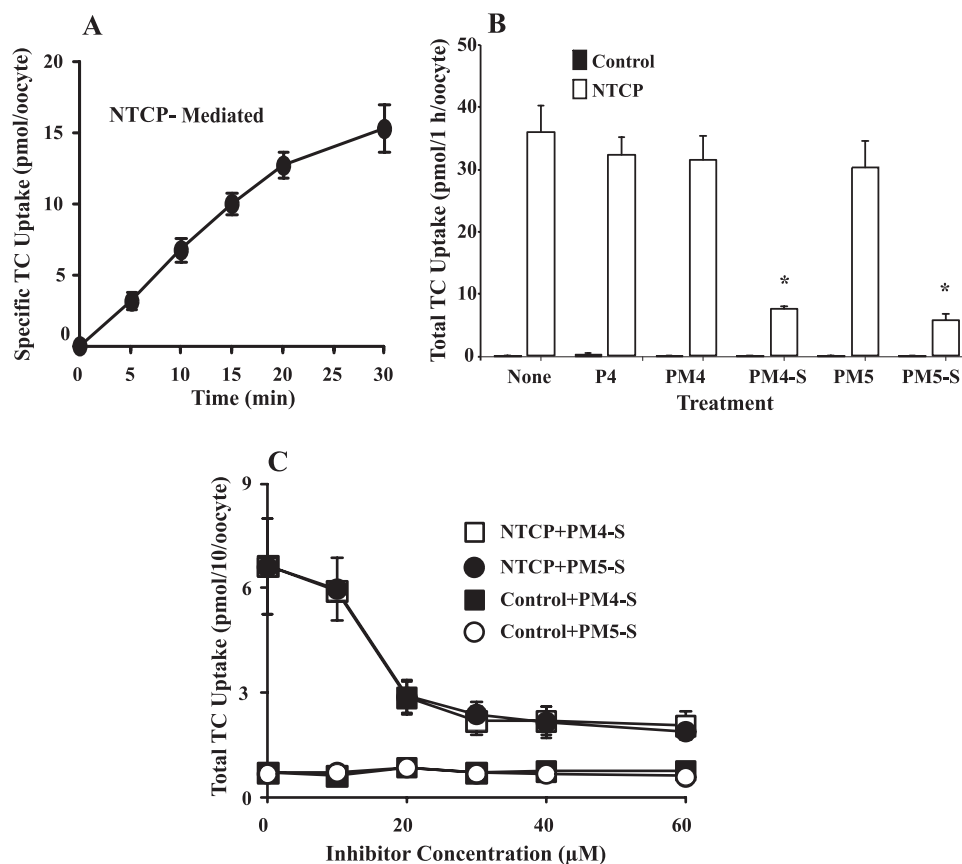 A
Specific TC Uptake (pmol/oocyte)
20
15
10
5
0
NTCP- Mediated
0 5 10 15 20 30
Time (min)
B
Total TC Uptake (pmol/1 h/oocyte)
50
40
30
20
10
0
Control
NTCP
*
*
None P4 PM4 PM4-S PM5 PM5-S
Treatment
C
Total TC Uptake (pmol/10/oocyte)
9
6
3
0
NTCP+PM4-S
NTCP+PM5-S
Control+PM4-S
Control+PM5-S
0 20 40 60
Inhibitor Concentration (µM)